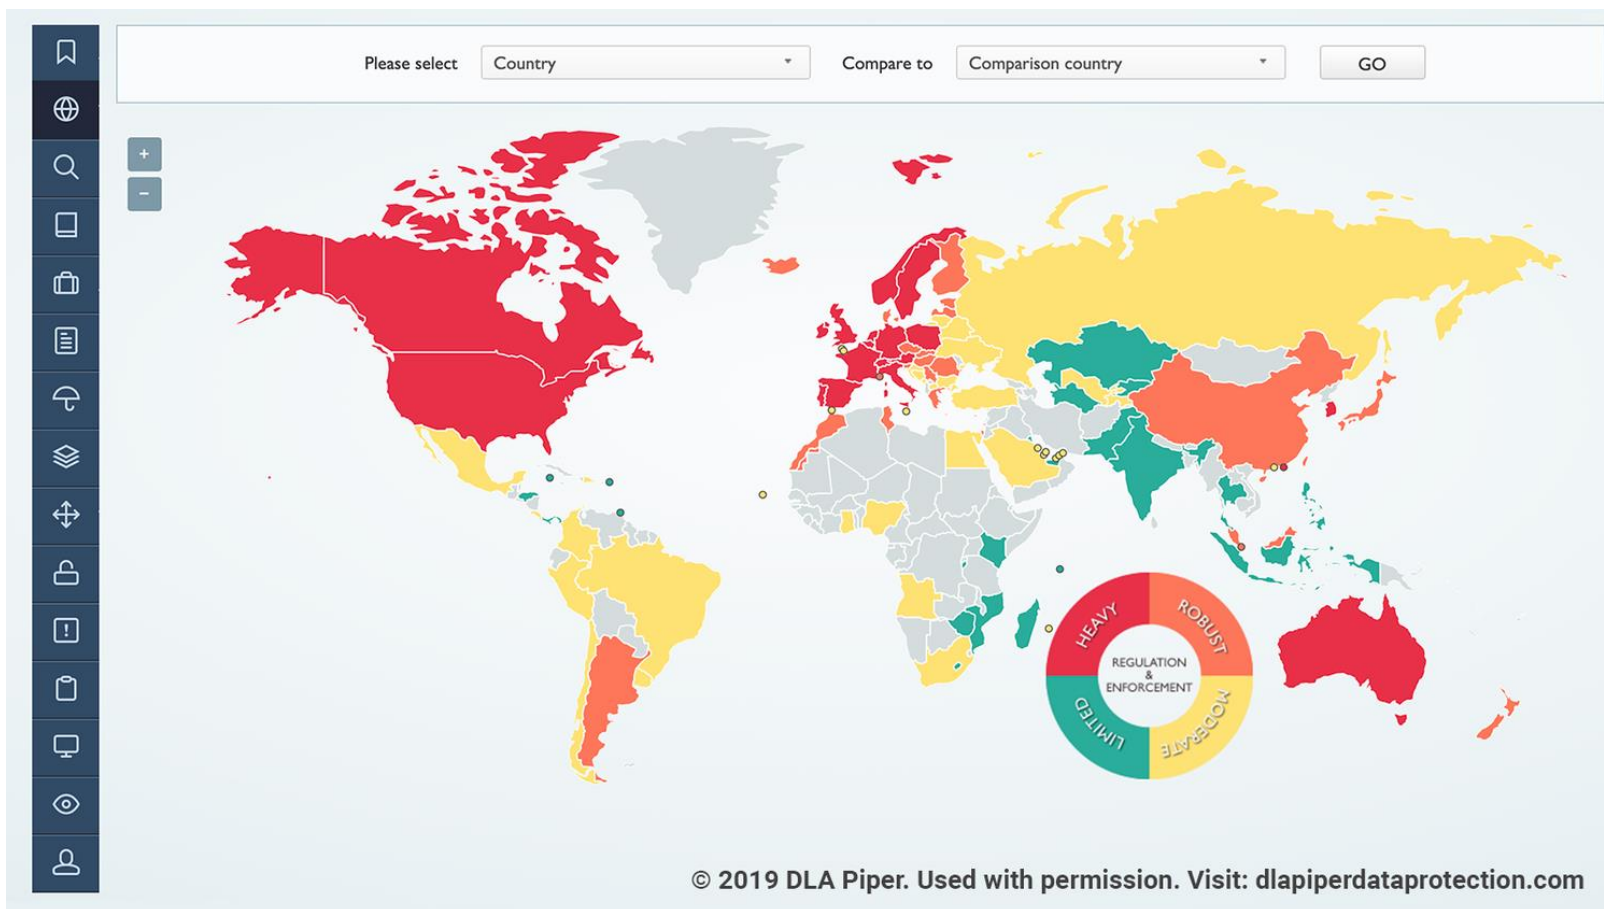 Please select
Country
Compare to
Comparison country
GO
+
−
HEAVY
ROBUST
REGULATION
&
ENFORCEMENT
LIMITED
MODERATE
© 2019 DLA Piper. Used with permission. Visit: dlapiperdataprotection.com